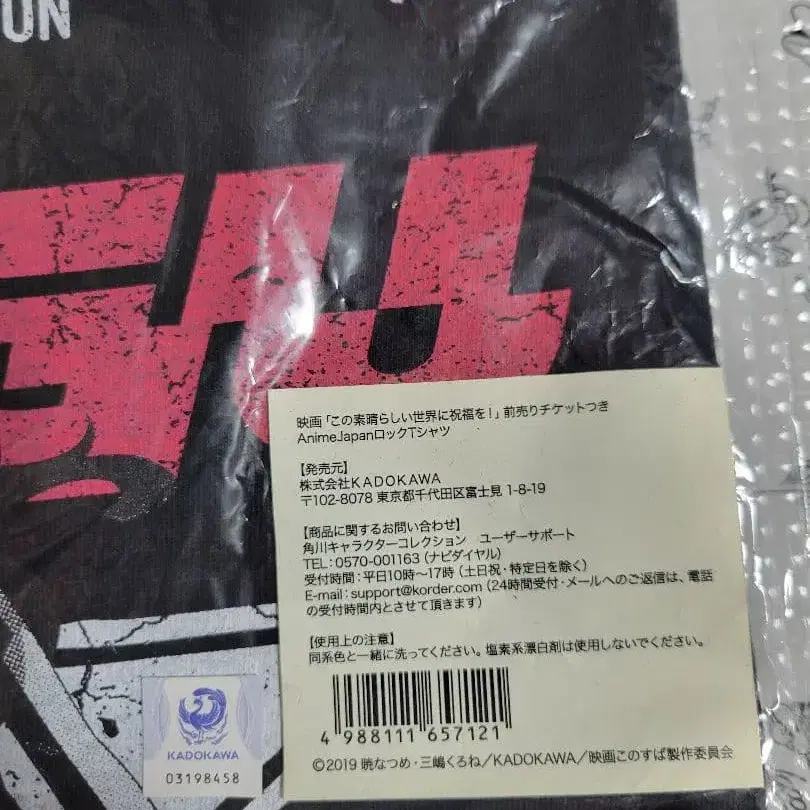 UN
映画「この素晴らしい世界に祝福を!」前売りチケットつき
AnimeJapanロックTシャツ
【発売元】
株式会社KADOKAWA
〒102-8078 東京都千代田区富士見 1-8-19
【商品に関するお問い合わせ】
角川キャラクターコレクション ユーザーサポート
TEL:0570-001163(ナビダイヤル)
受付時間:平日10時~17時(土日祝・特定日を除く)
E-mail:support@korder.com(24時間受付・メールへのご返信は、電話
の受付時間内とさせて頂きます)
【使用上の注意】
同系色と一緒に洗ってください。塩素系漂白剤は使用しないでください。
4 988111 657121
©2019 暁なつめ・三嶋くろね/KADOKAWA/映画このすば製作委員会
KADOKAWA
03198458